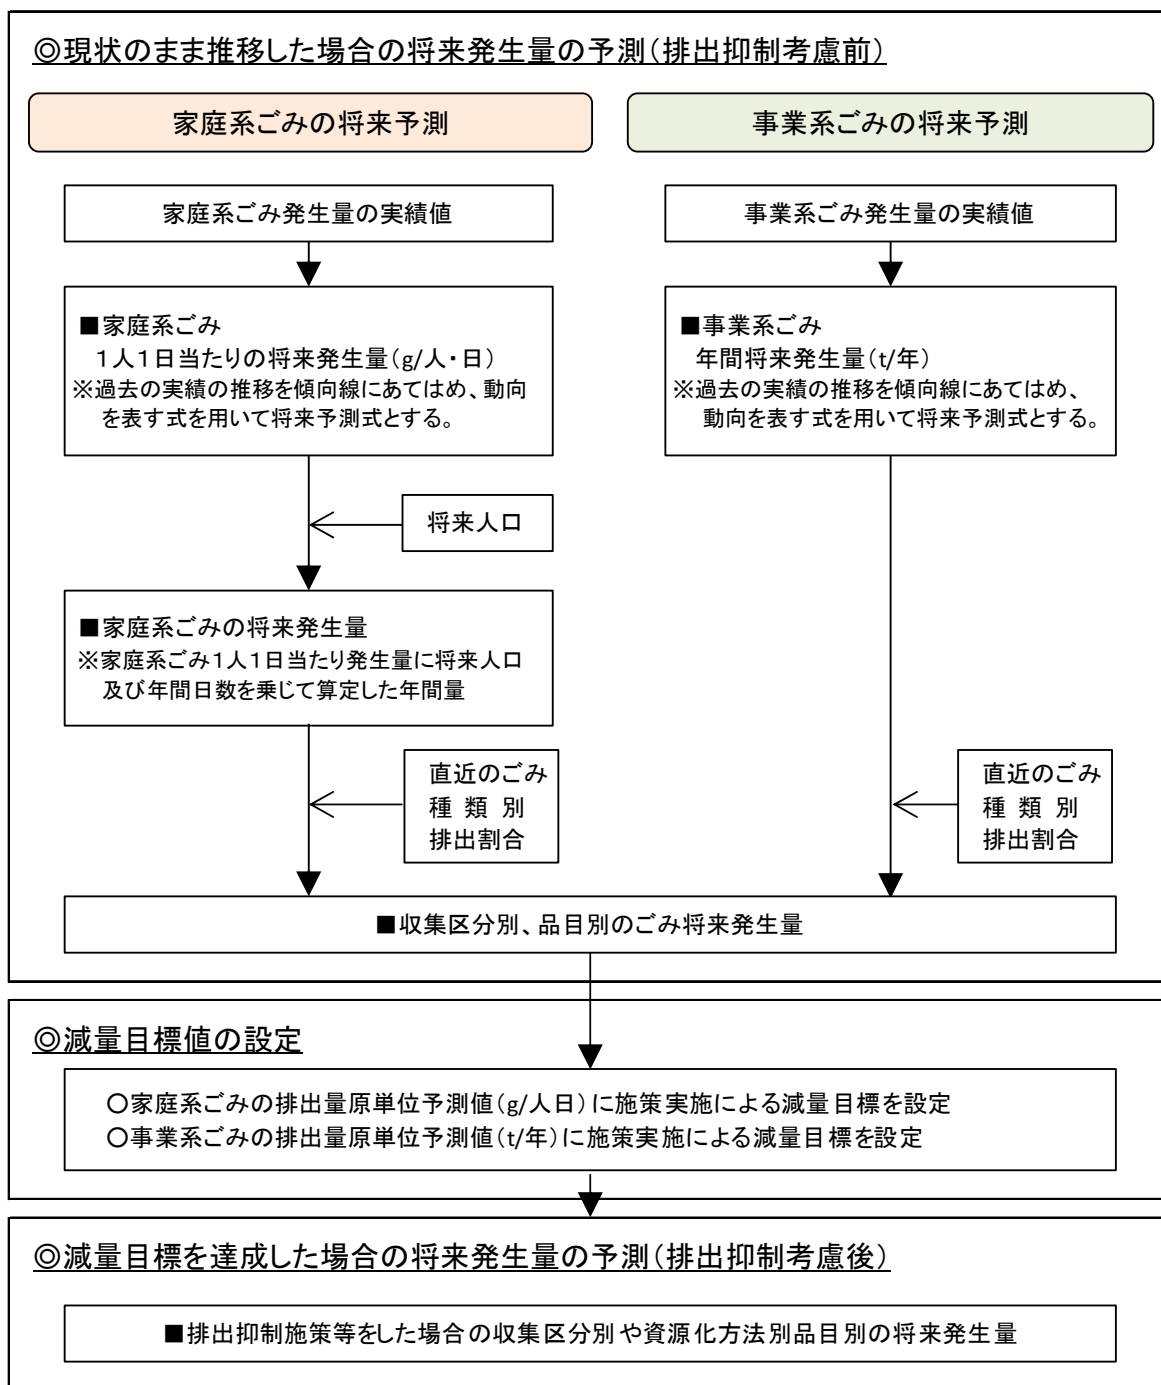 ◎現状のまま推移した場合の将来発生量の予測（排出抑制考慮前）
家庭系ごみの将来予測
事業系ごみの将来予測
家庭系ごみ発生量の実績値
事業系ごみ発生量の実績値
■家庭系ごみ
１人１日当たりの将来発生量（g/人・日）
※過去の実績の推移を傾向線にあてはめ、動向
を表す式を用いて将来予測式とする。
■事業系ごみ
年間将来発生量（t/年）
※過去の実績の推移を傾向線にあてはめ、
動向を表す式を用いて将来予測式とする。
将来人口
■家庭系ごみの将来発生量
※家庭系ごみ１人１日当たり発生量に将来人口
及び年間日数を乗じて算定した年間量
直近のごみ
種 類 別
排出割合
直近のごみ
種 類 別
排出割合
■収集区分別、品目別のごみ将来発生量
◎減量目標値の設定
○家庭系ごみの排出量原単位予測値（g/人日）に施策実施による減量目標を設定
○事業系ごみの排出量原単位予測値（t/年）に施策実施による減量目標を設定
◎減量目標を達成した場合の将来発生量の予測（排出抑制考慮後）
■排出抑制施策等をした場合の収集区分別や資源化方法別品目別の将来発生量